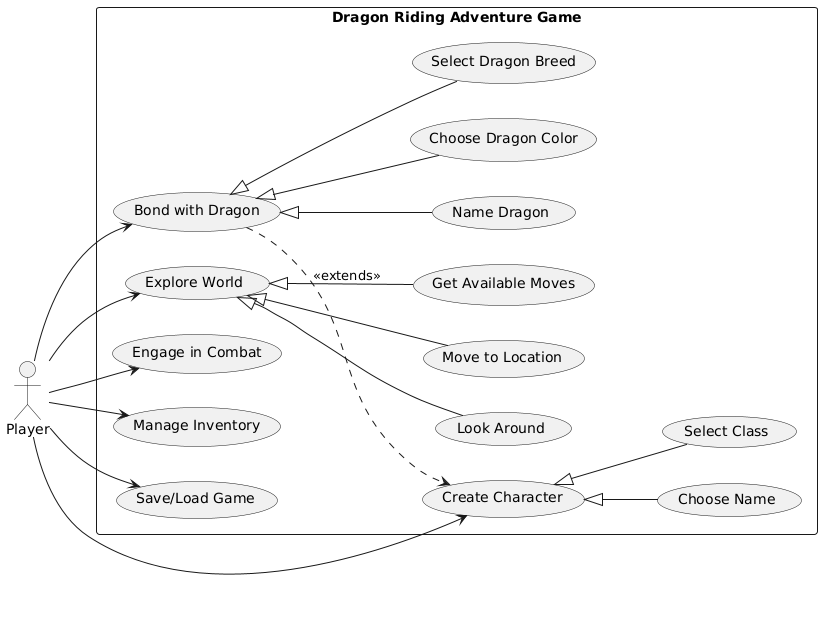 Dragon Riding Adventure Game
Select Dragon Breed
Choose Dragon Color
Bond with Dragon
Name Dragon
Explore World
«extends»
Get Available Moves
Engage in Combat
Move to Location
Player
Manage Inventory
Look Around
Select Class
Save/Load Game
Create Character
Choose Name